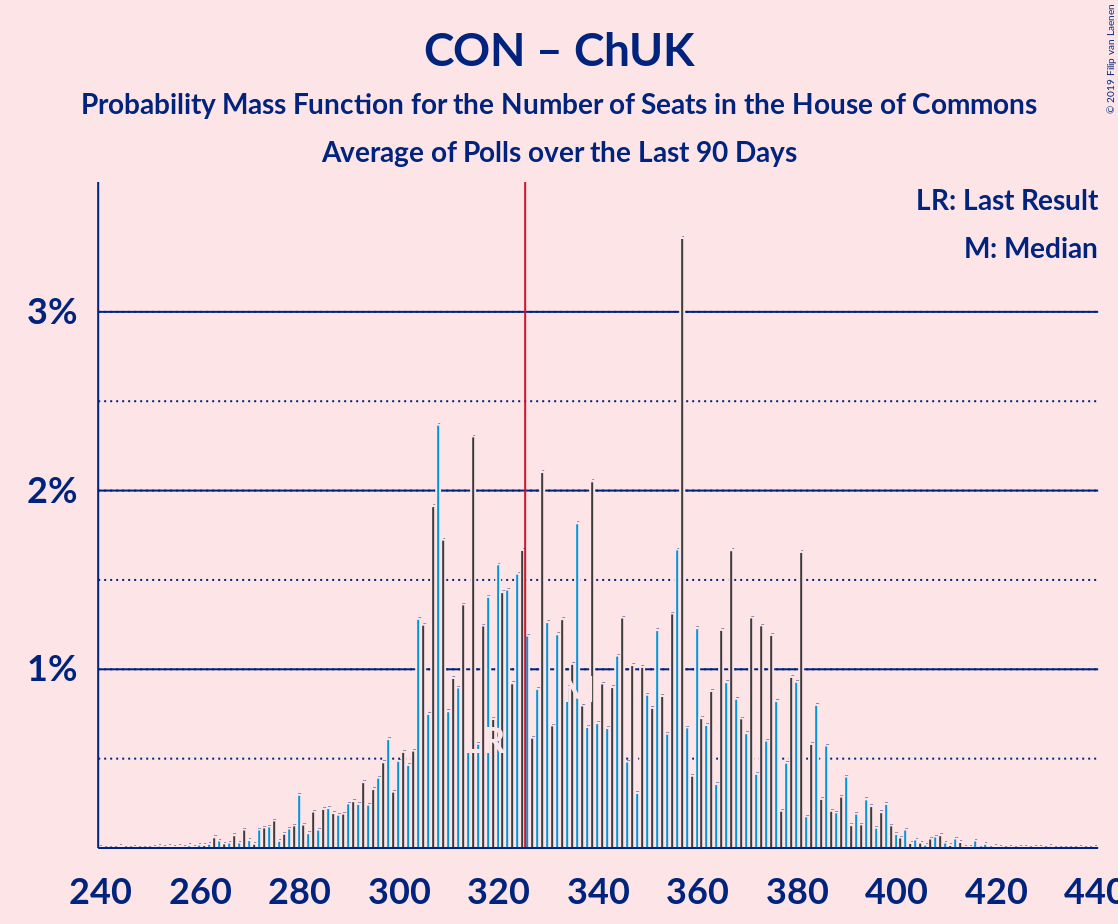 CON – ChUK
Probability Mass Function for the Number of Seats in the House of Commons
Average of Polls over the Last 90 Days
© 2019 Filip van Laenen
LR: Last Result
M: Median
3%
2%
1%
LR
M
240 260 280 300 320 340 360 380 400 420 440